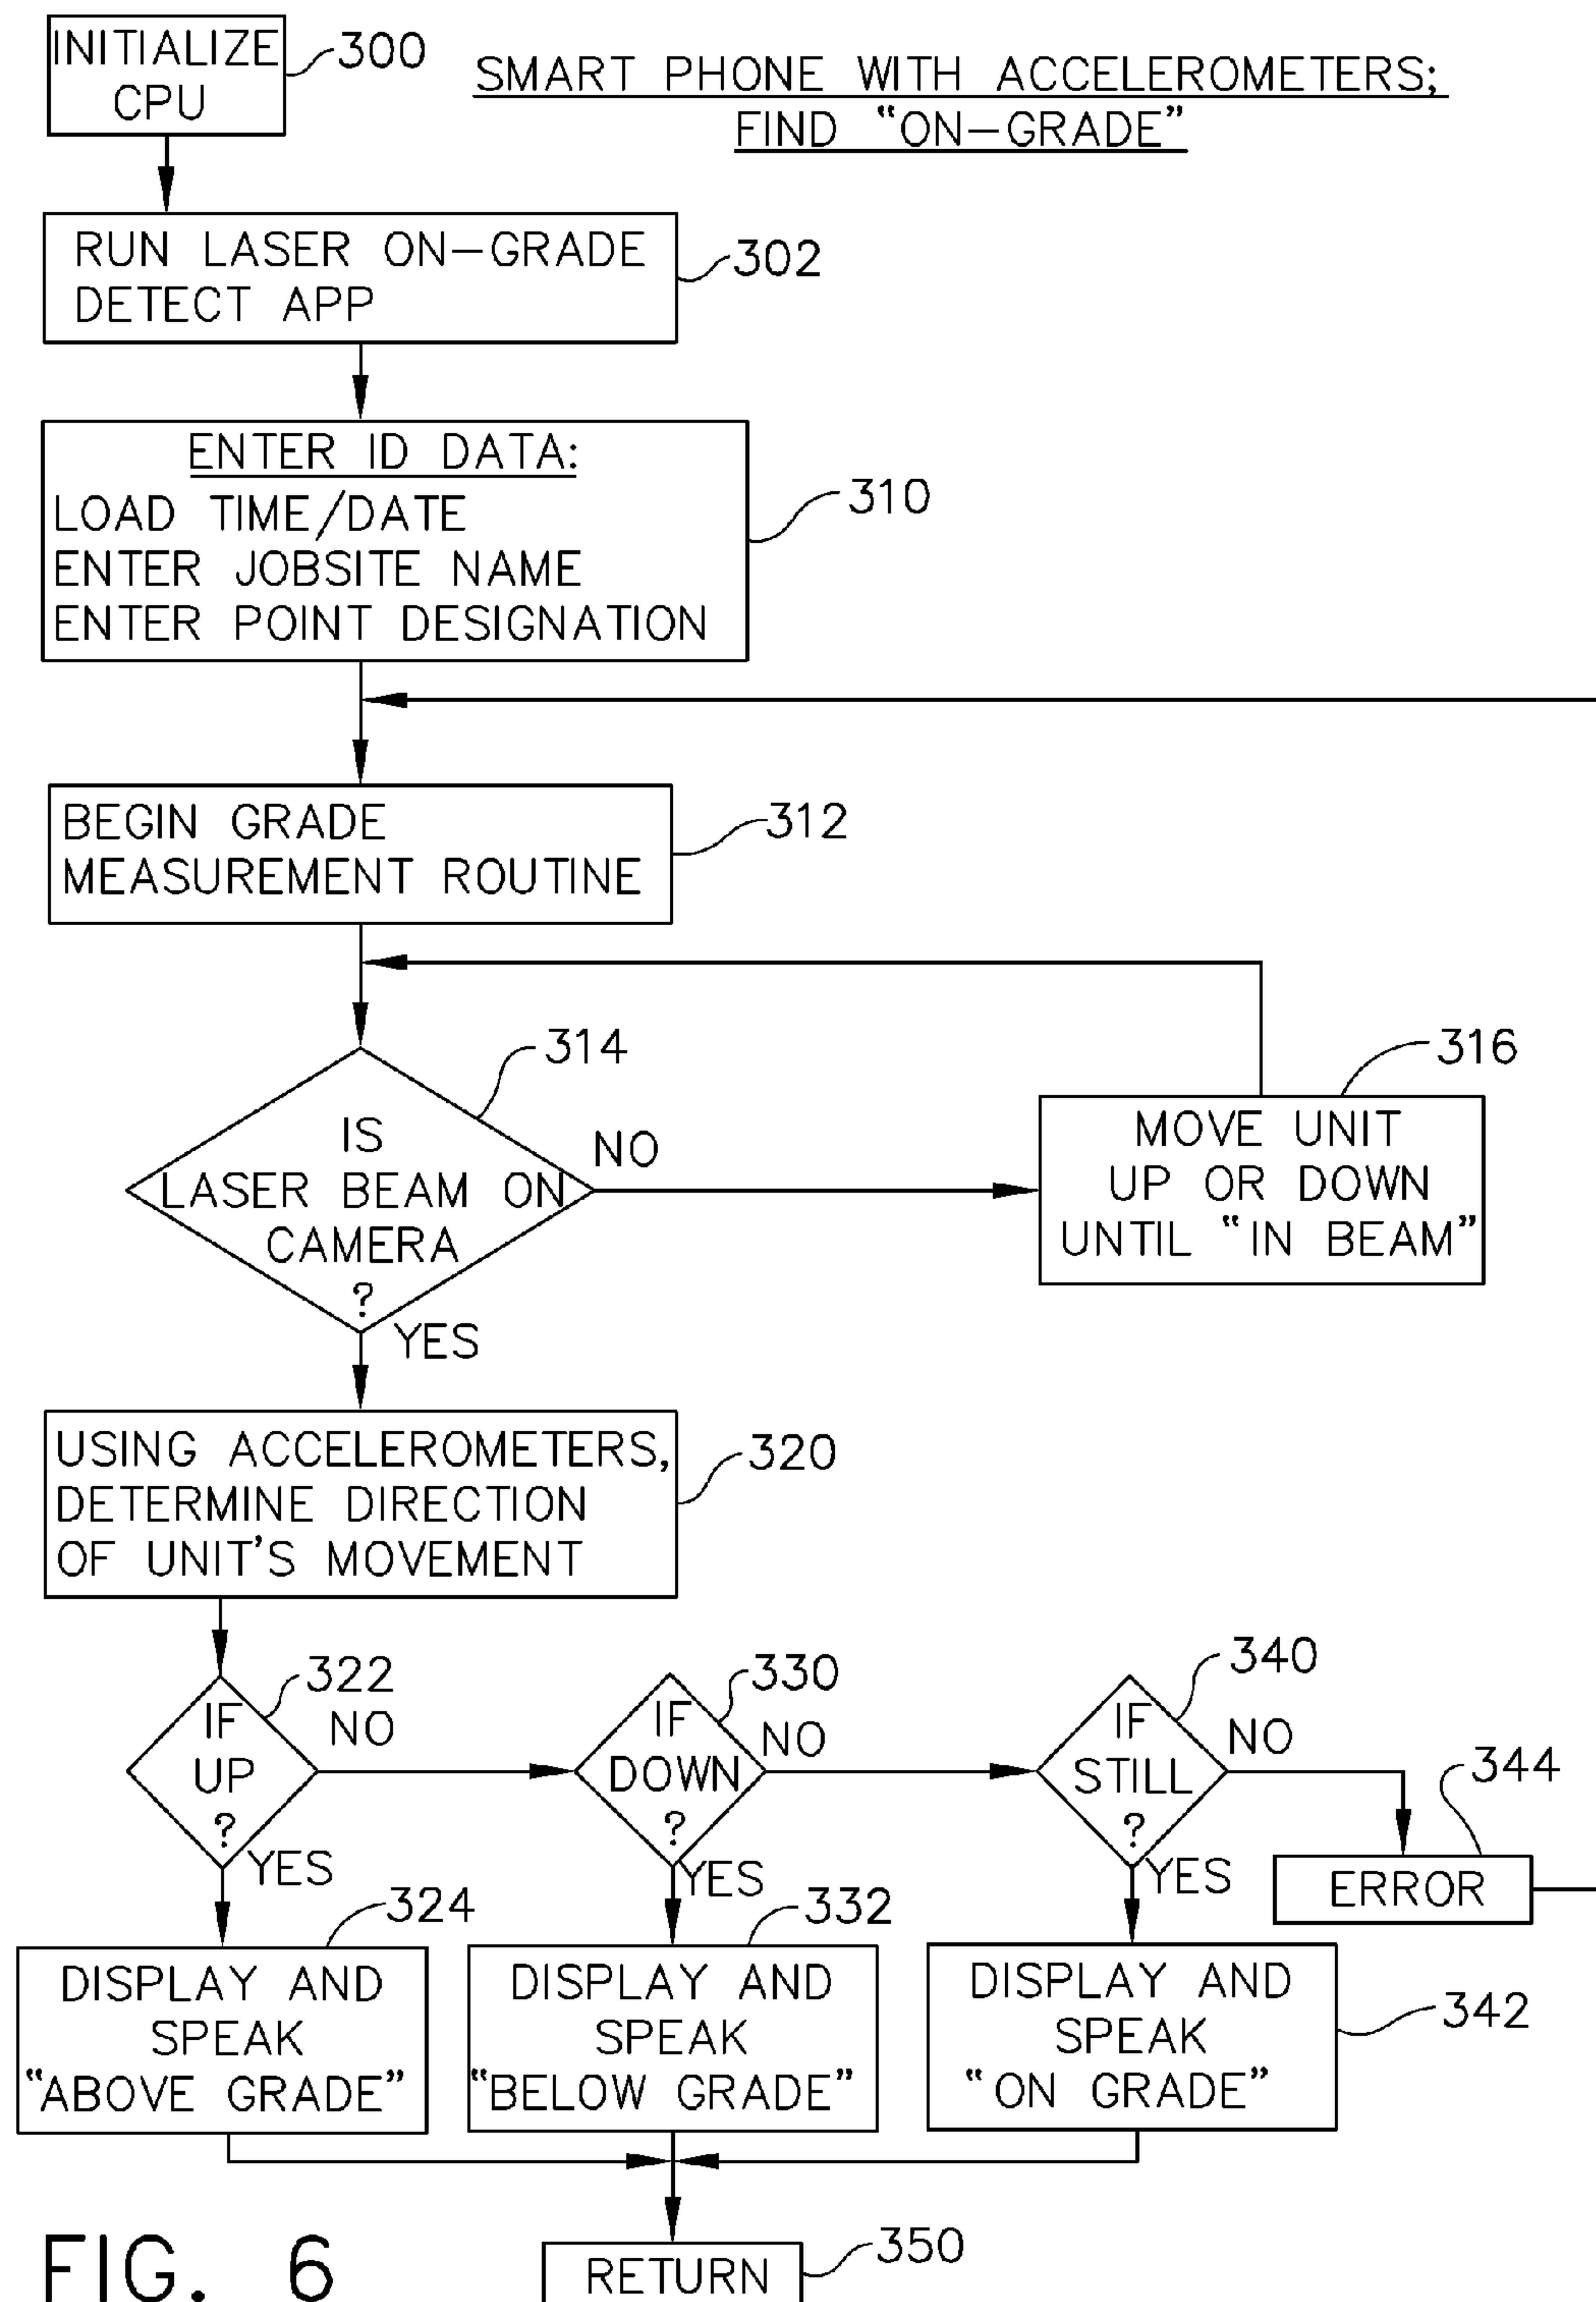 INITIALIZE
CPU
300
SMART PHONE WITH ACCELEROMETERS;
FIND “ON-GRADE”
RUN LASER ON-GRADE
DETECT APP
302
ENTER ID DATA:
LOAD TIME/DATE
ENTER JOBSITE NAME
ENTER POINT DESIGNATION
310
BEGIN GRADE
MEASUREMENT ROUTINE
312
IS
LASER BEAM ON
CAMERA
?
314
NO
YES
MOVE UNIT
UP OR DOWN
UNTIL “IN BEAM”
316
USING ACCELEROMETERS,
DETERMINE DIRECTION
OF UNIT'S MOVEMENT
320
IF
UP
?
322
NO
YES
IF
DOWN
?
330
NO
YES
IF
STILL
?
340
NO
YES
ERROR
344
DISPLAY AND
SPEAK
“ABOVE GRADE”
324
DISPLAY AND
SPEAK
“BELOW GRADE”
332
DISPLAY AND
SPEAK
“ON GRADE”
342
RETURN
350
FIG. 6